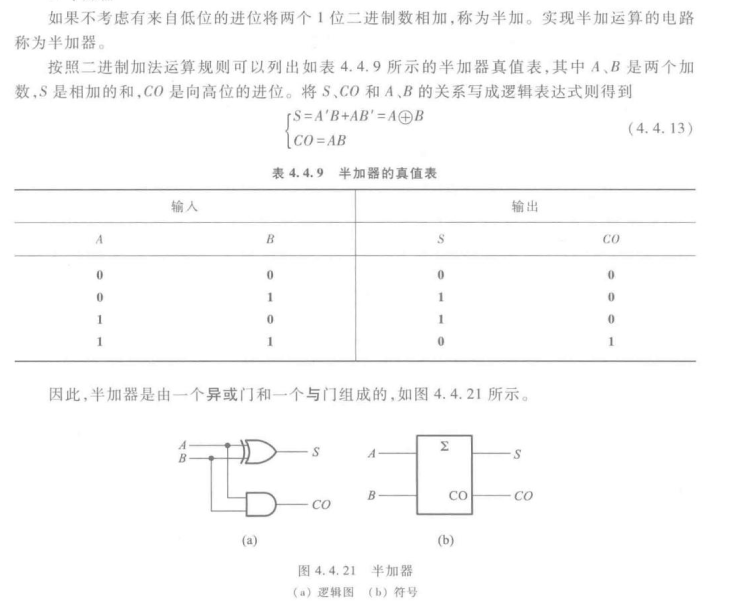 如果不考虑有来自低位的进位将两个 1 位二进制数相加,称为半加。实现半加运算的电路
称为半加器。
按照二进制加法运算规则可以列出如表 4.4.9 所示的半加器真值表,其中 A、B 是两个加
数,S 是相加的和,CO 是向高位的进位。将 S、CO 和 A、B 的关系写成逻辑表达式则得到
S=A′B+AB′=A⊕B
CO=AB
(4.4.13)
表 4.4.9 半加器的真值表
输入 输出
A B S CO
0 0 0 0
0 1 1 0
1 0 1 0
1 1 0 1
因此,半加器是由一个异或门和一个与门组成的,如图 4.4.21 所示。
A
B
S
CO
A
B
Σ
CO
S
CO
(a) (b)
图 4.4.21 半加器
(a) 逻辑图 (b) 符号